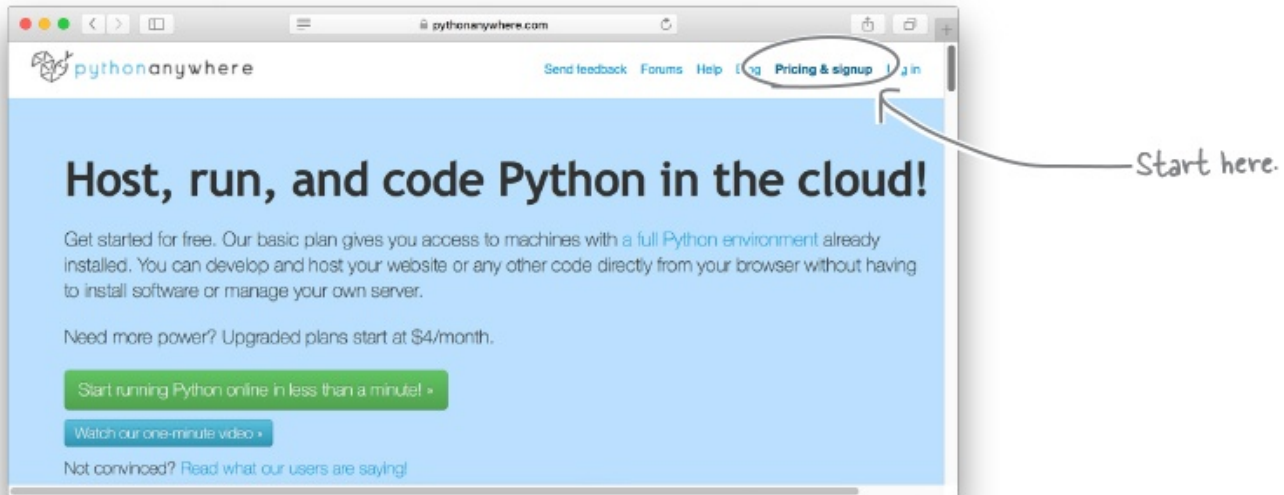 pythonanywhere.com
pythonanywhere
Send feedback Forums Help Pricing & signup in
Start here.
Host, run, and code Python in the cloud!
Get started for free. Our basic plan gives you access to machines with a full Python environment already
installed. You can develop and host your website or any other code directly from your browser without having
to install software or manage your own server.
Need more power? Upgraded plans start at $4/month.
Start running Python online in less than a minute! »
Watch our one-minute video »
Not convinced? Read what our users are saying!